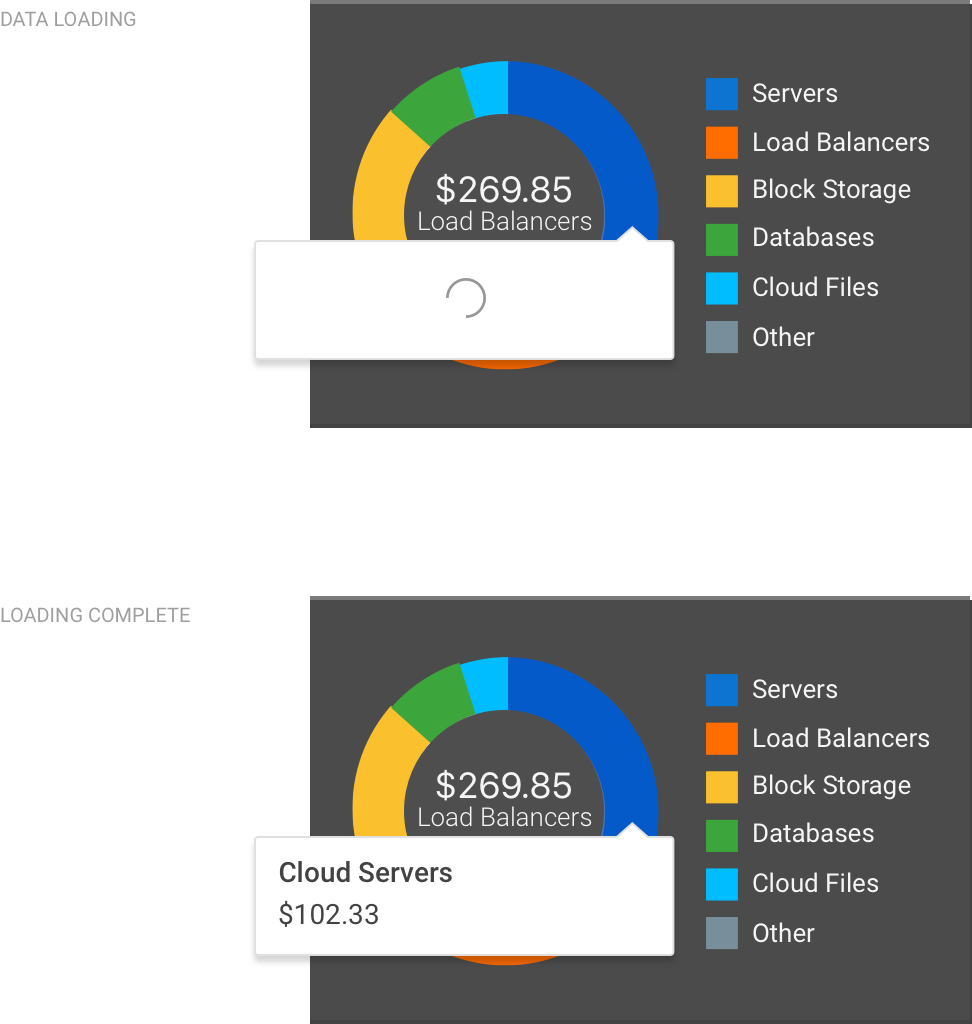 DATA LOADING
$269.85
Load Balancers
Servers
Load Balancers
Block Storage
Databases
Cloud Files
Other
LOADING COMPLETE
$269.85
Load Balancers
Cloud Servers
$102.33
Servers
Load Balancers
Block Storage
Databases
Cloud Files
Other